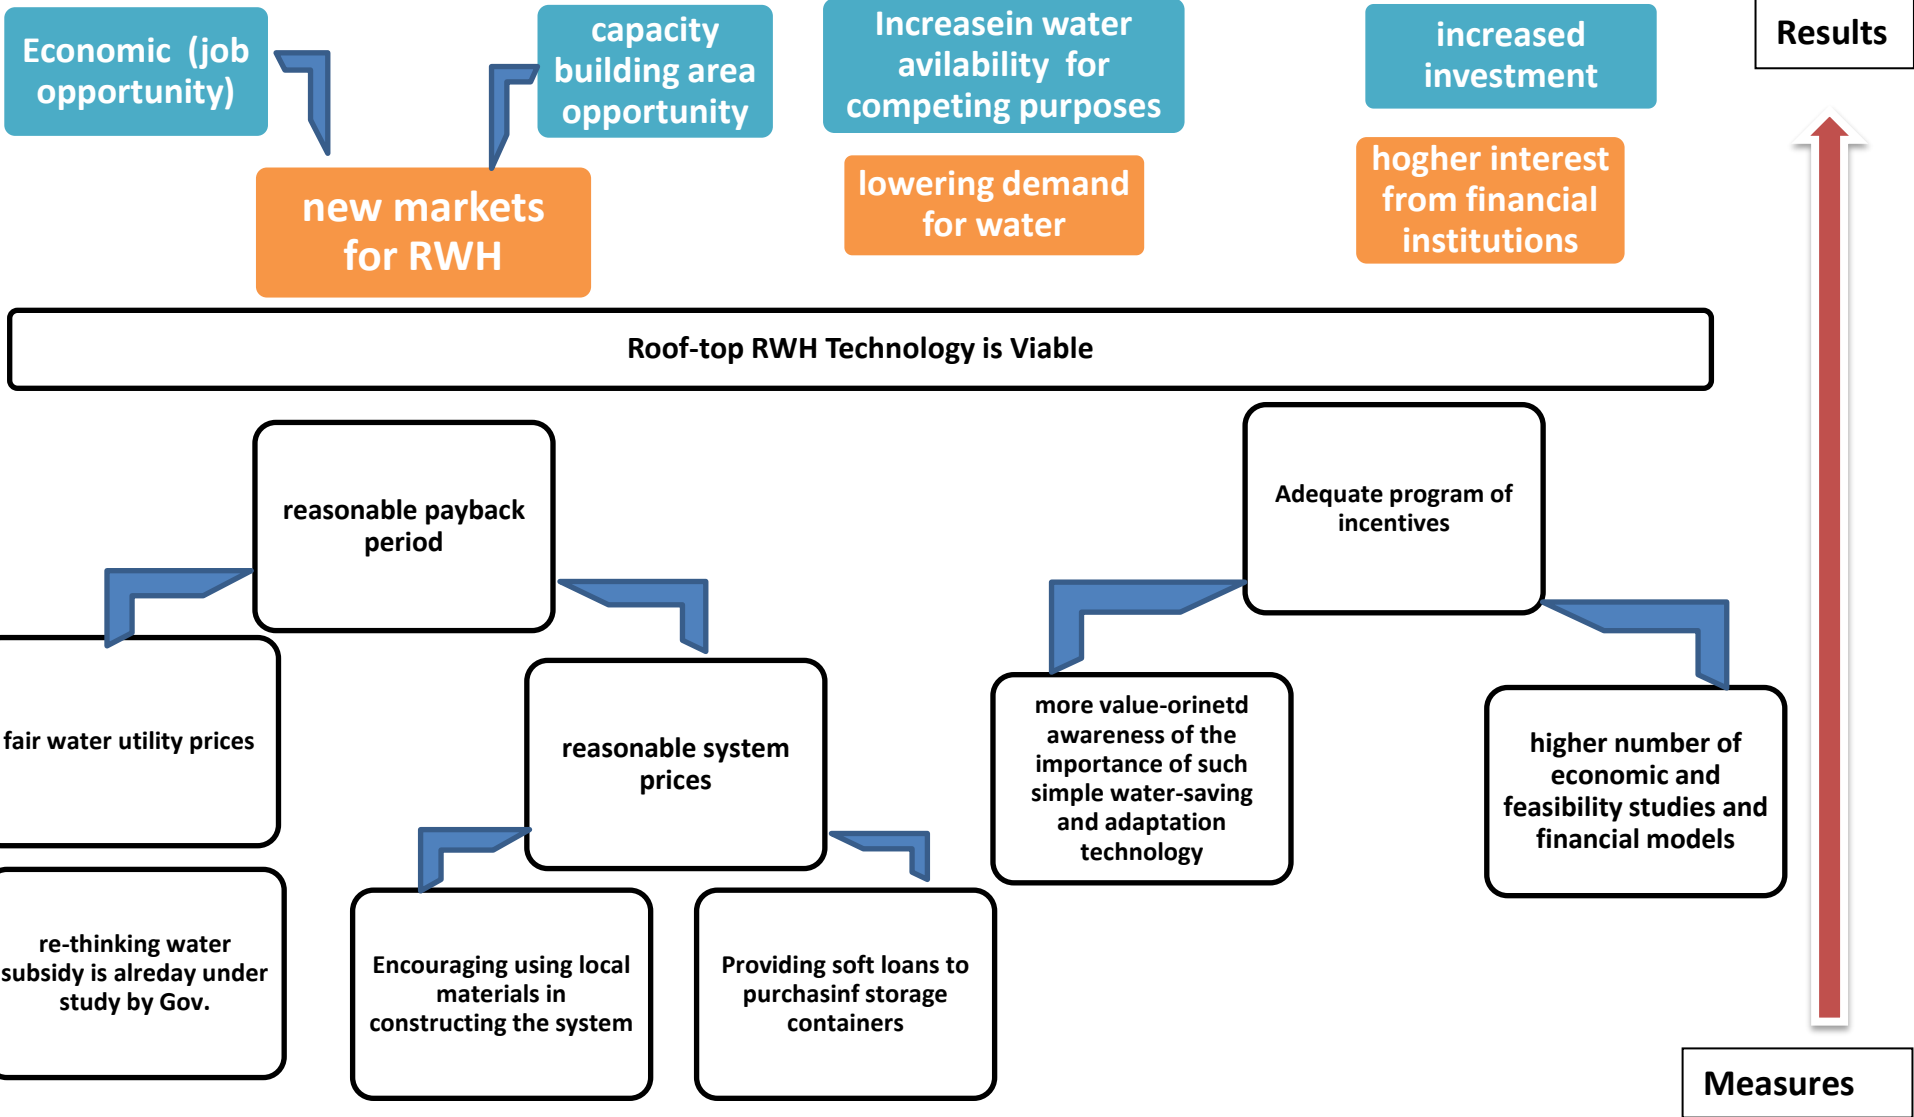 Economic (job
opportunity)
capacity
building area
opportunity
Increasein water
avilability for
competing purposes
increased
investment
Results
new markets
for RWH
lowering demand
for water
hogher interest
from financial
institutions
Roof-top RWH Technology is Viable
reasonable payback
period
Adequate program of
incentives
fair water utility prices
reasonable system
prices
more value-orinetd
awareness of the
importance of such
simple water-saving
and adaptation
technology
higher number of
economic and
feasibility studies and
financial models
re-thinking water
subsidy is alreday under
study by Gov.
Encouraging using local
materials in
constructing the system
Providing soft loans to
purchasinf storage
containers
Measures